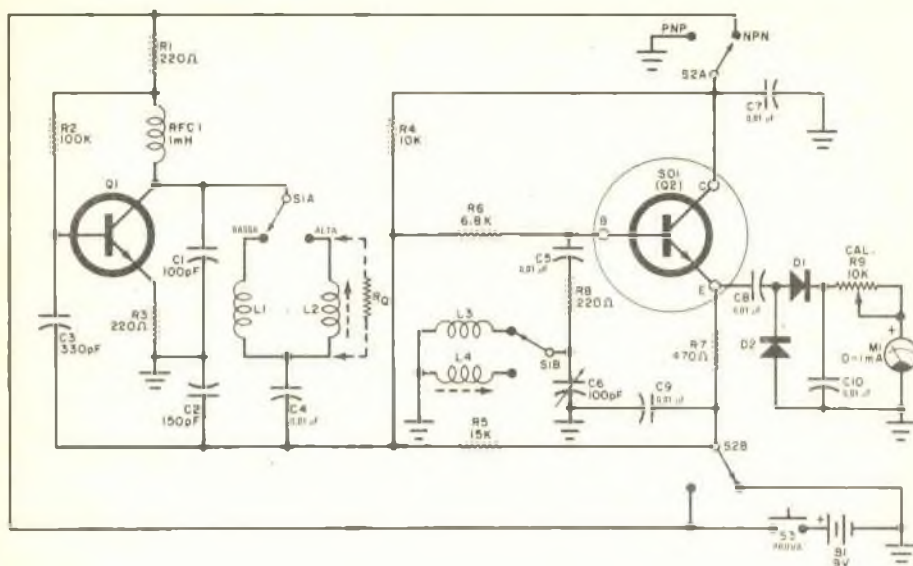 R1
220Ω
R2
100K
RFC1
1mH
Q1
S1A
BASSA
ALTA
C1
100pF
R3
220Ω
C3
330pF
C2
150pF
L1
L2
RQ
C4
0,01 µF
R4
10K
R6
6.8K
R5
15K
L3
L4
S1B
C5
0,01 µF
R8
220Ω
C6
100pF
C9
0,01 µF
PNP
NPN
S2A
C7
0,01 µF
SO1
(Q2)
B
C
E
R7
470Ω
C8
0,01 µF
D1
D2
CAL.
R9
10K
C10
0,01 µF
+
M1
0-1mA
S2B
S3
PROVA
+
B1
9V